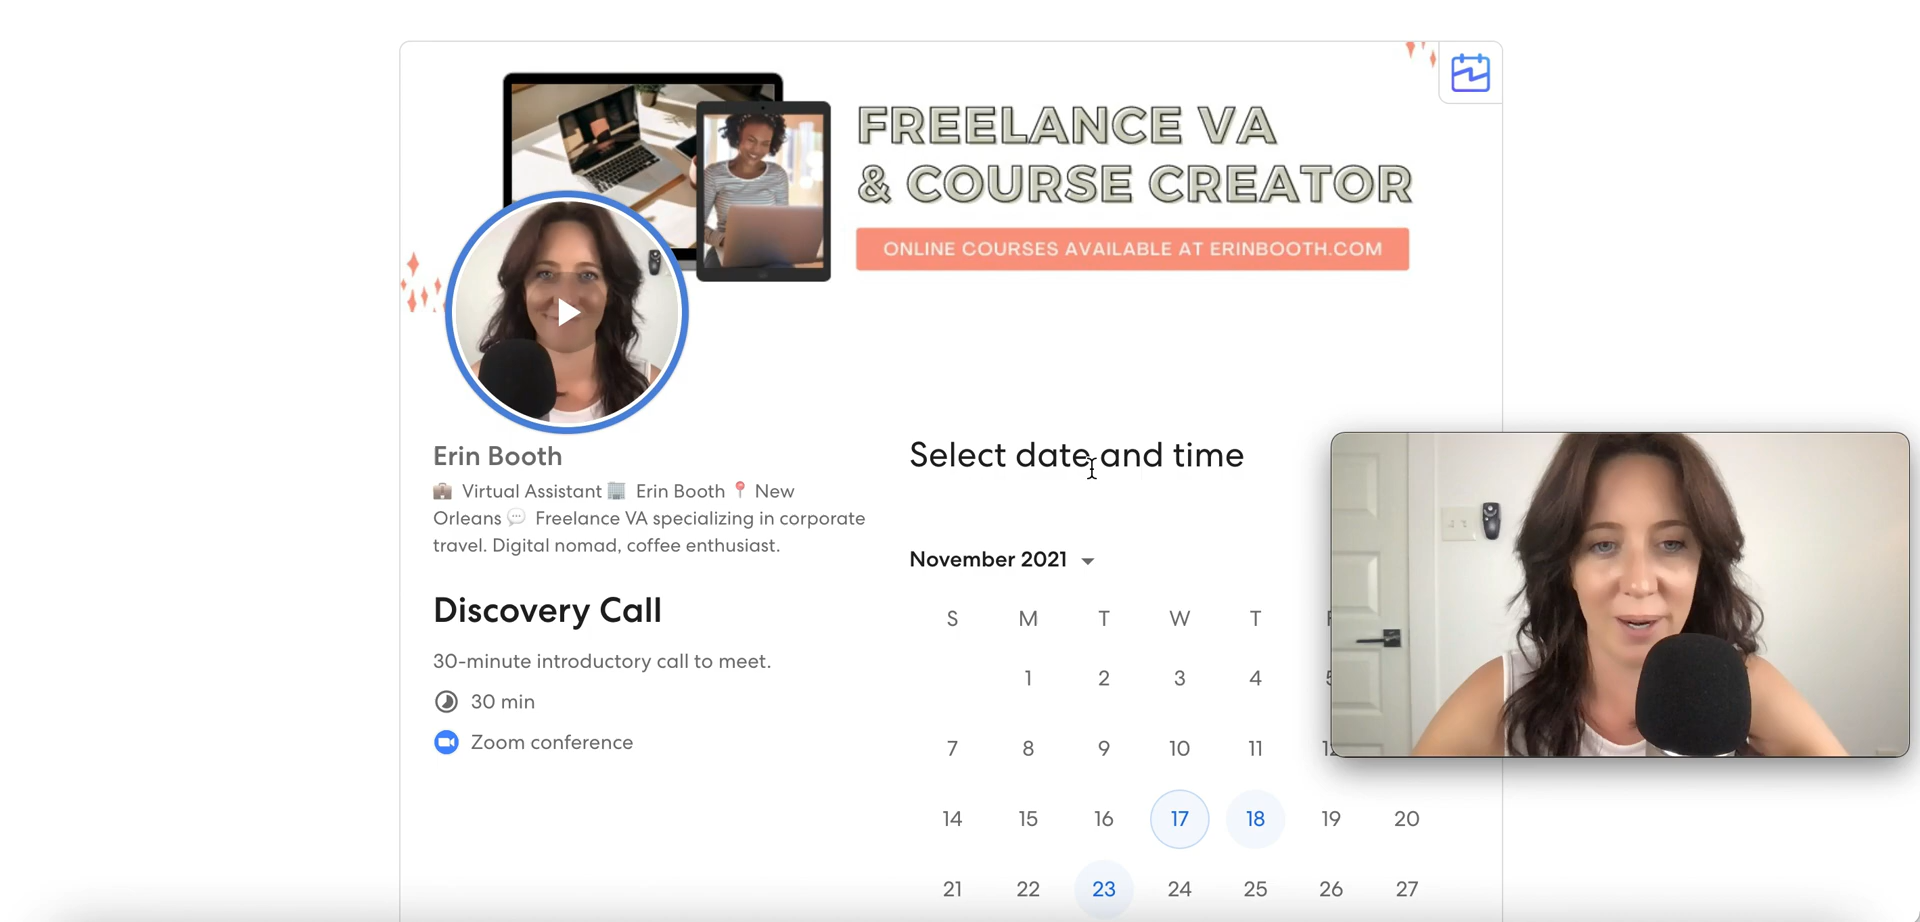 FREELANCE VA
& COURSE CREATOR
ONLINE COURSES AVAILABLE AT ERINBOOTH.COM
Erin Booth
Virtual Assistant Erin Booth New
Orleans Freelance VA specializing in corporate
travel. Digital nomad, coffee enthusiast.
Discovery Call
30-minute introductory call to meet.
30 min
Zoom conference
Select date and time
November 2021
S M T W T
1 2 3 4
7 8 9 10 11
14 15 16 17 18 19 20
21 22 23 24 25 26 27